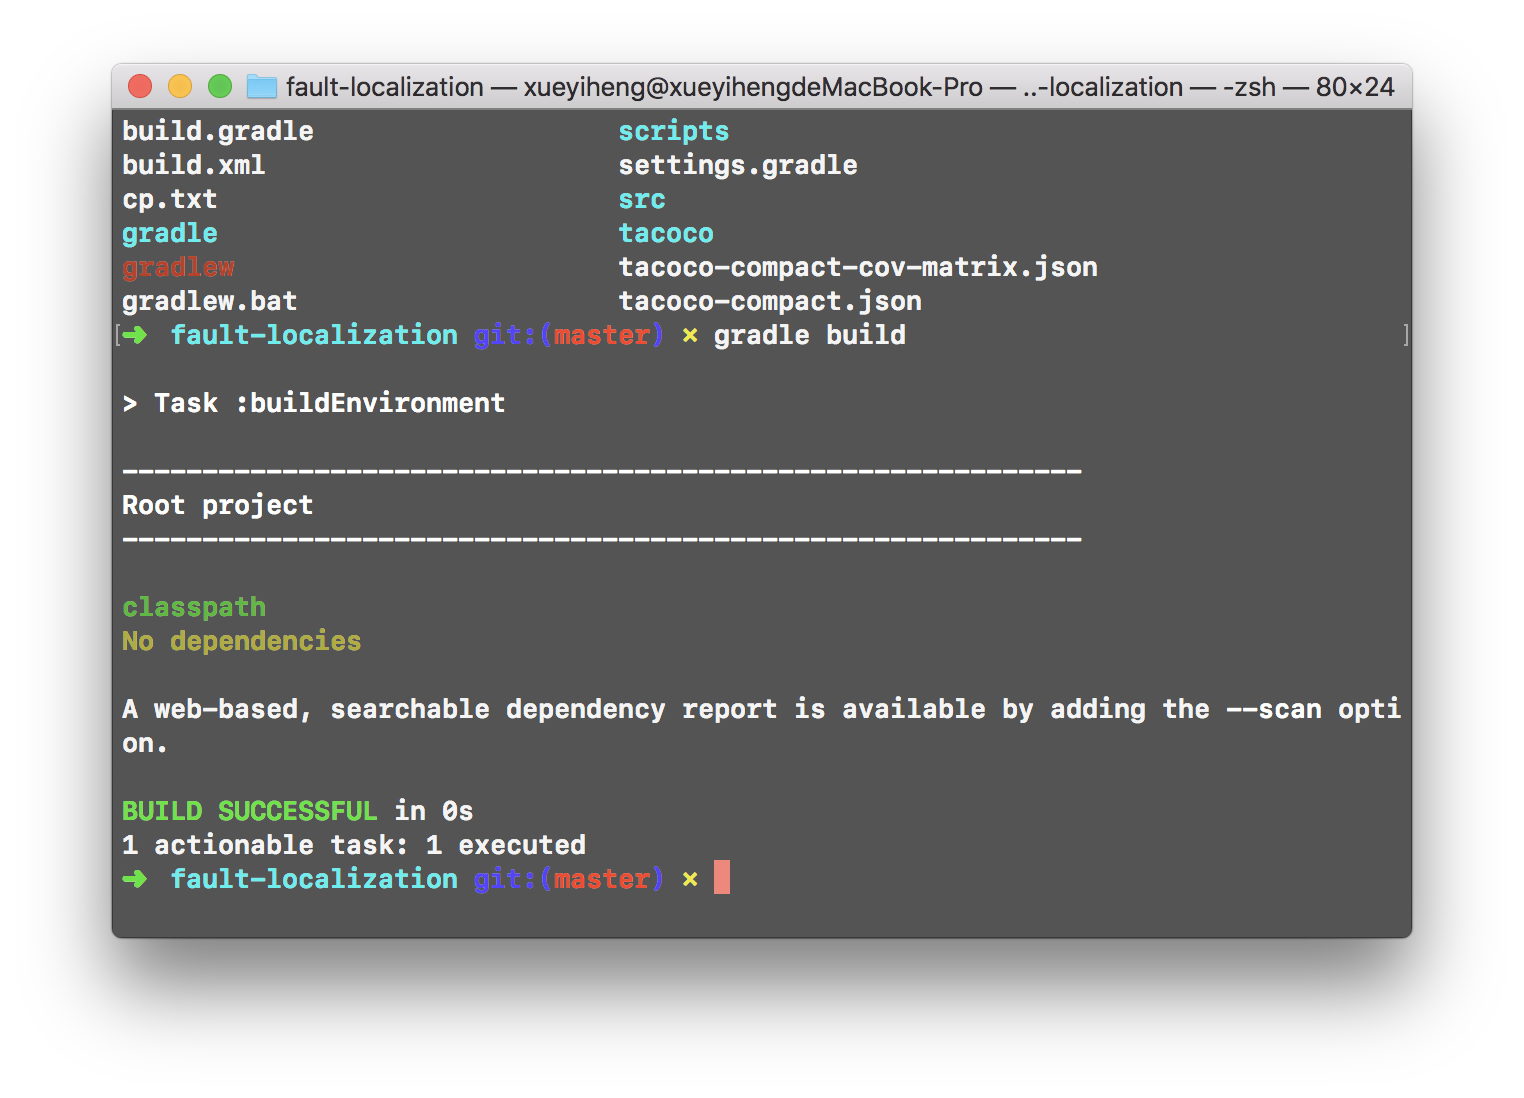 fault-localization — xueyiheng@xueyihengdeMacBook-Pro — ..-localization — -zsh — 80×24
build.gradle scripts
build.xml settings.gradle
cp.txt src
gradle tacoco
gradlew tacoco-compact-cov-matrix.json
gradlew.bat tacoco-compact.json
[➜ fault-localization git:(master) × gradle build ]
> Task :buildEnvironment
------------------------------------------------------------
Root project
------------------------------------------------------------
classpath
No dependencies
A web-based, searchable dependency report is available by adding the --scan opti
on.
BUILD SUCCESSFUL in 0s
1 actionable task: 1 executed
➜ fault-localization git:(master) ×